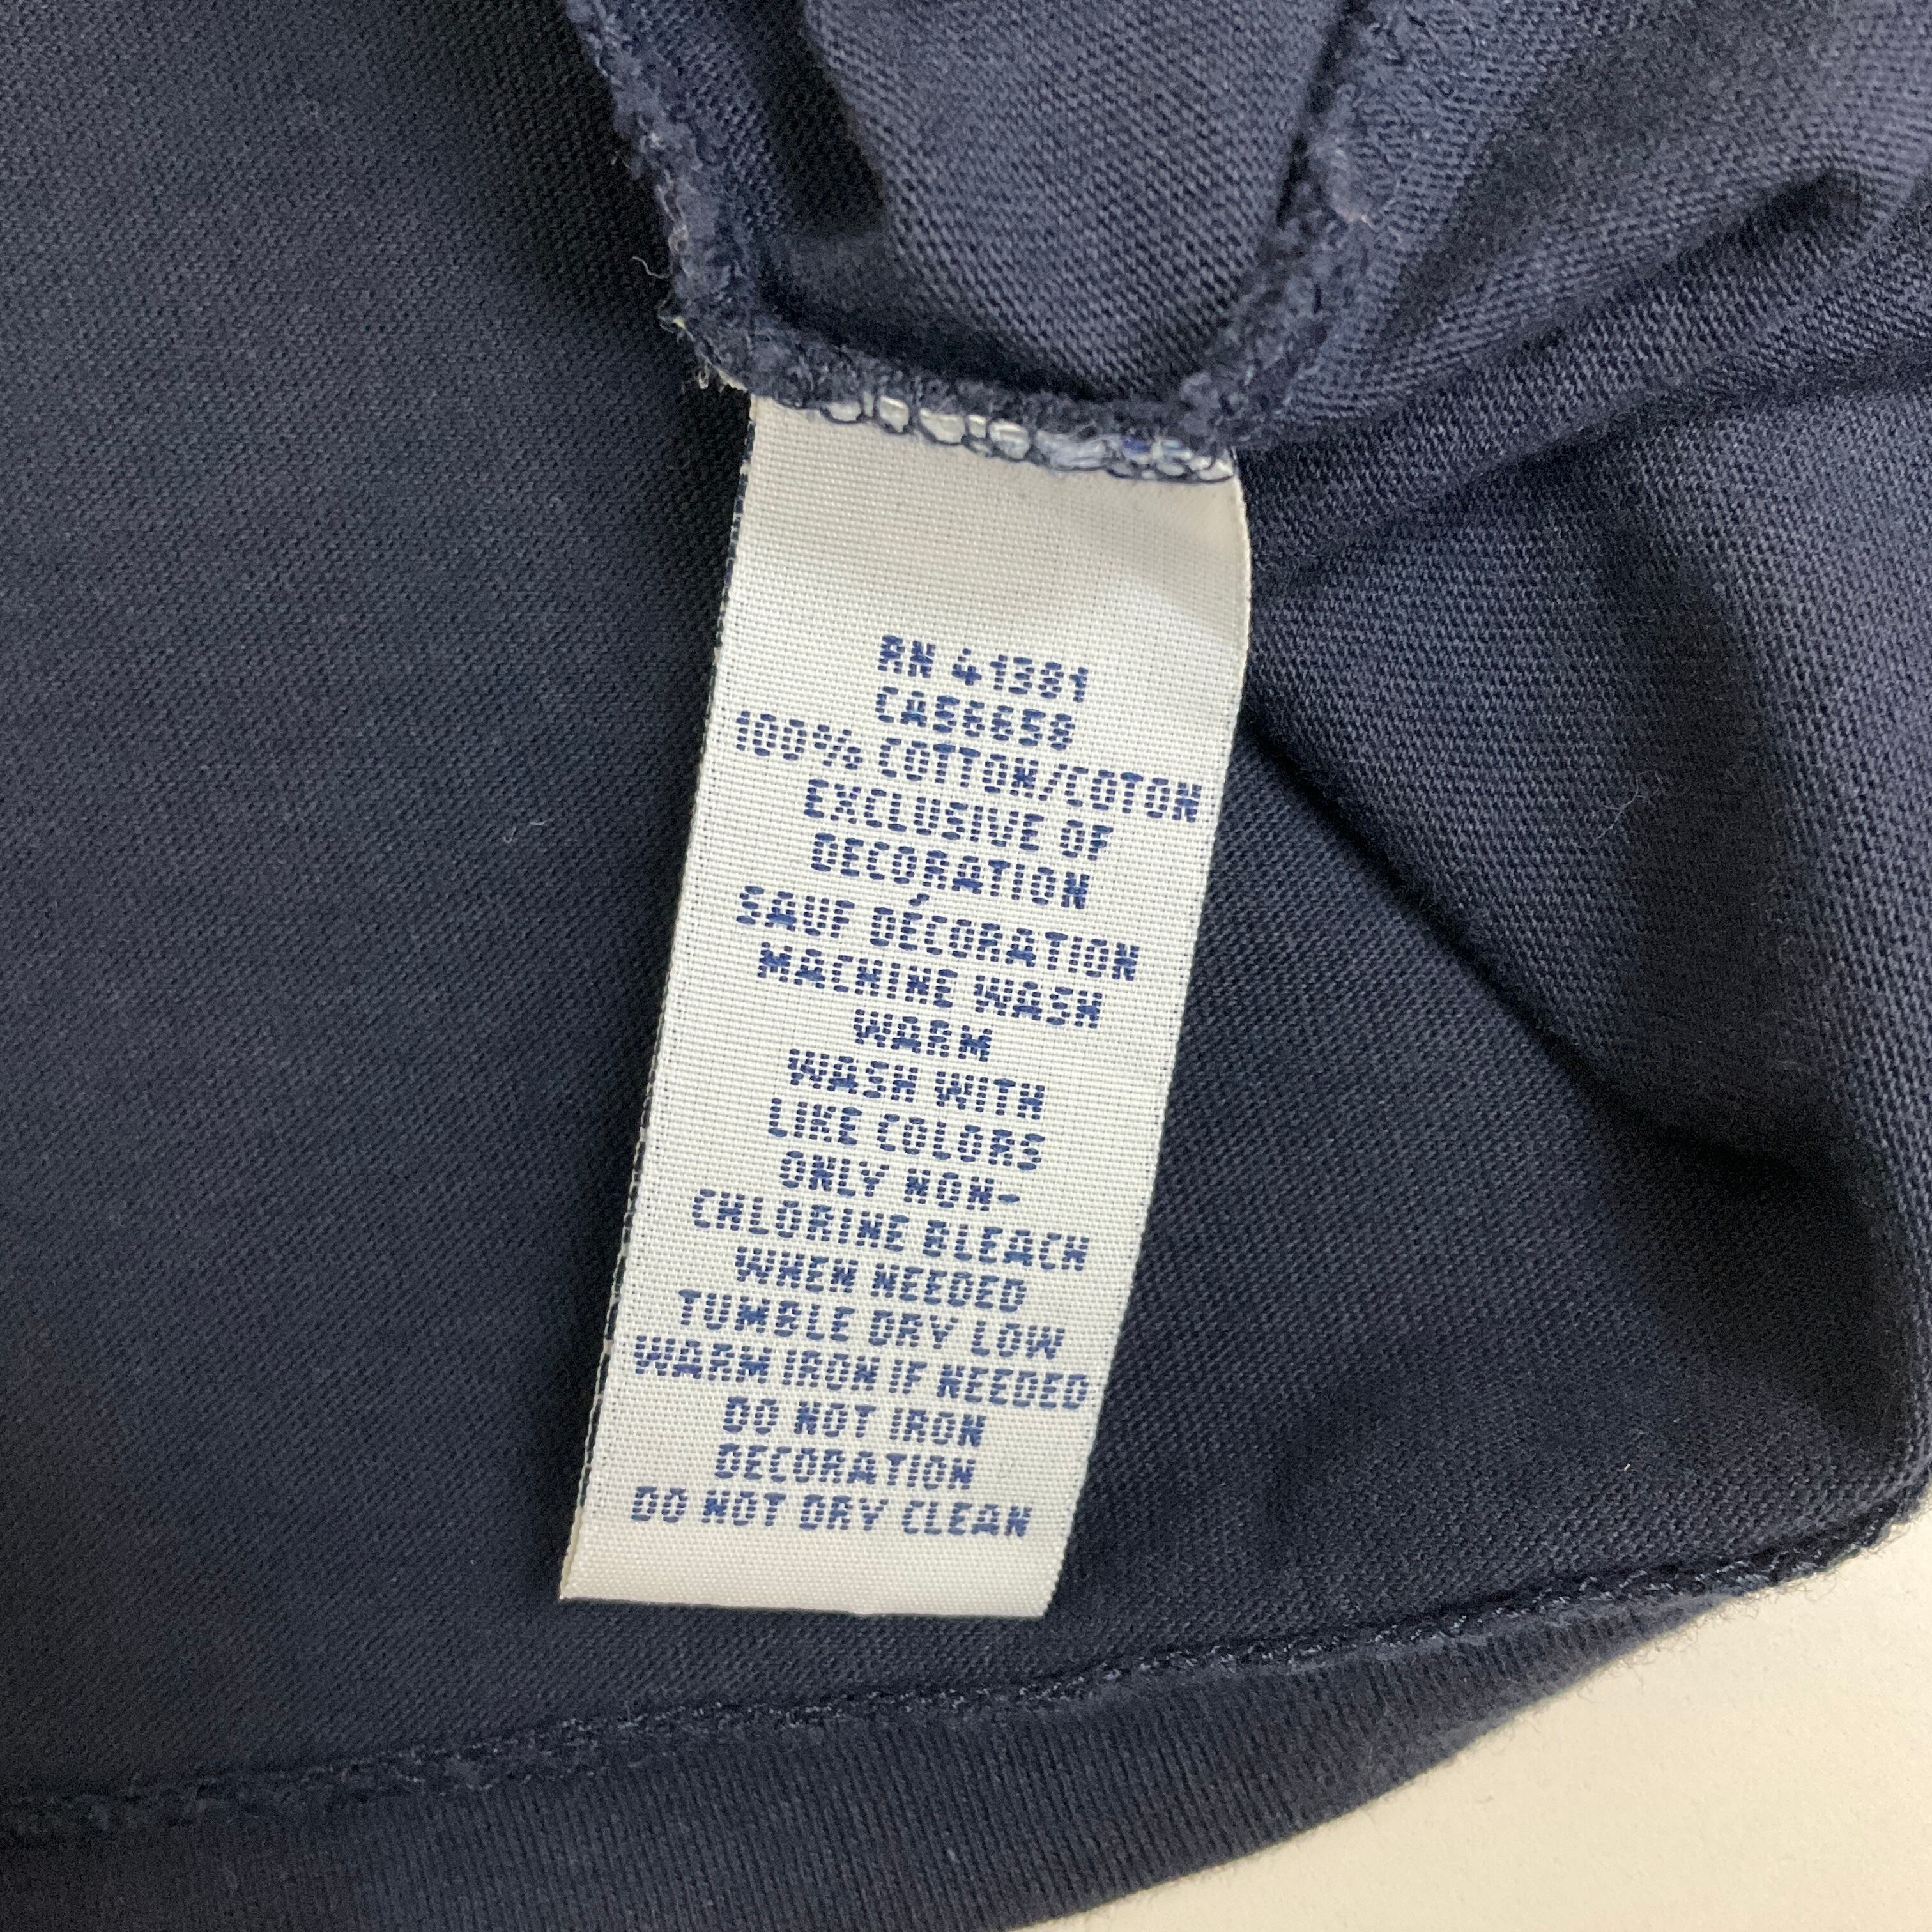 RN 41381
CA56658
100% COTTON/COTON
EXCLUSIVE OF
DECORATION
SAUF DÉCORATION
MACHINE WASH
WARM
WASH WITH
LIKE COLORS
ONLY NON-
CHLORINE BLEACH
WHEN NEEDED
TUMBLE DRY LOW
WARM IRON IF NEEDED
DO NOT IRON
DECORATION
DO NOT DRY CLEAN